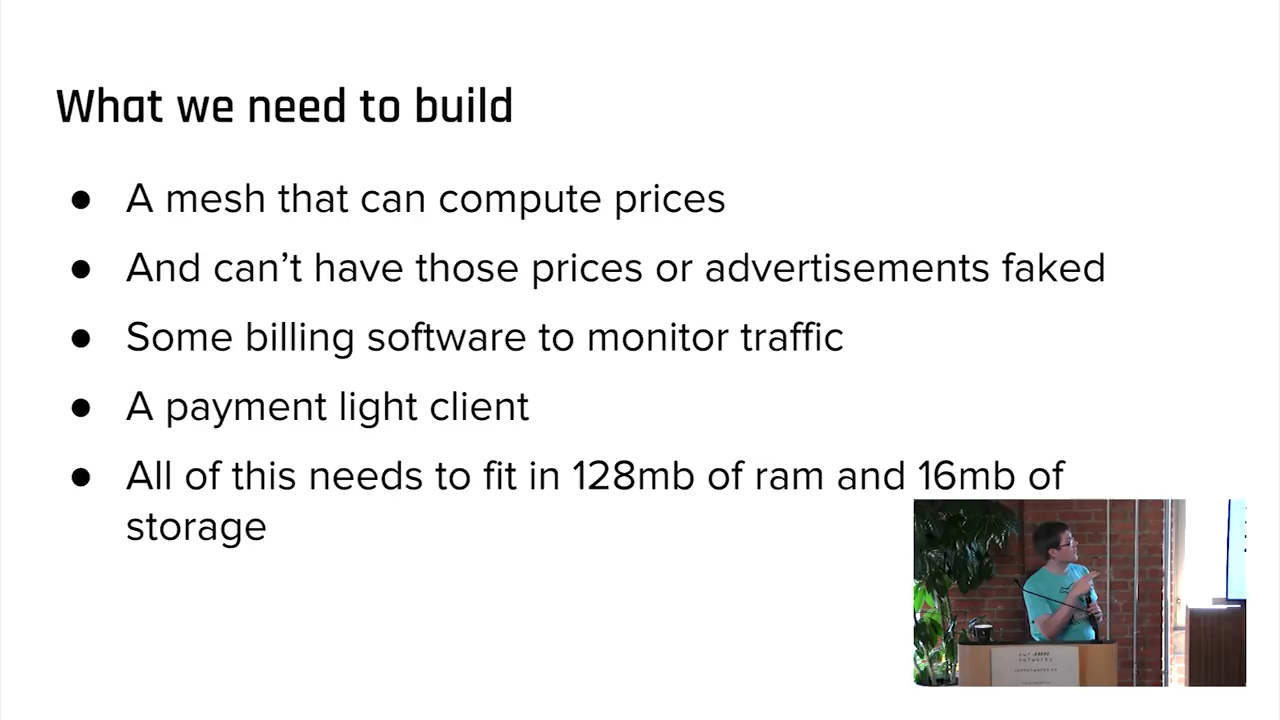 What we need to build
● A mesh that can compute prices
● And can’t have those prices or advertisements faked
● Some billing software to monitor traffic
● A payment light client
● All of this needs to fit in 128mb of ram and 16mb of
storage